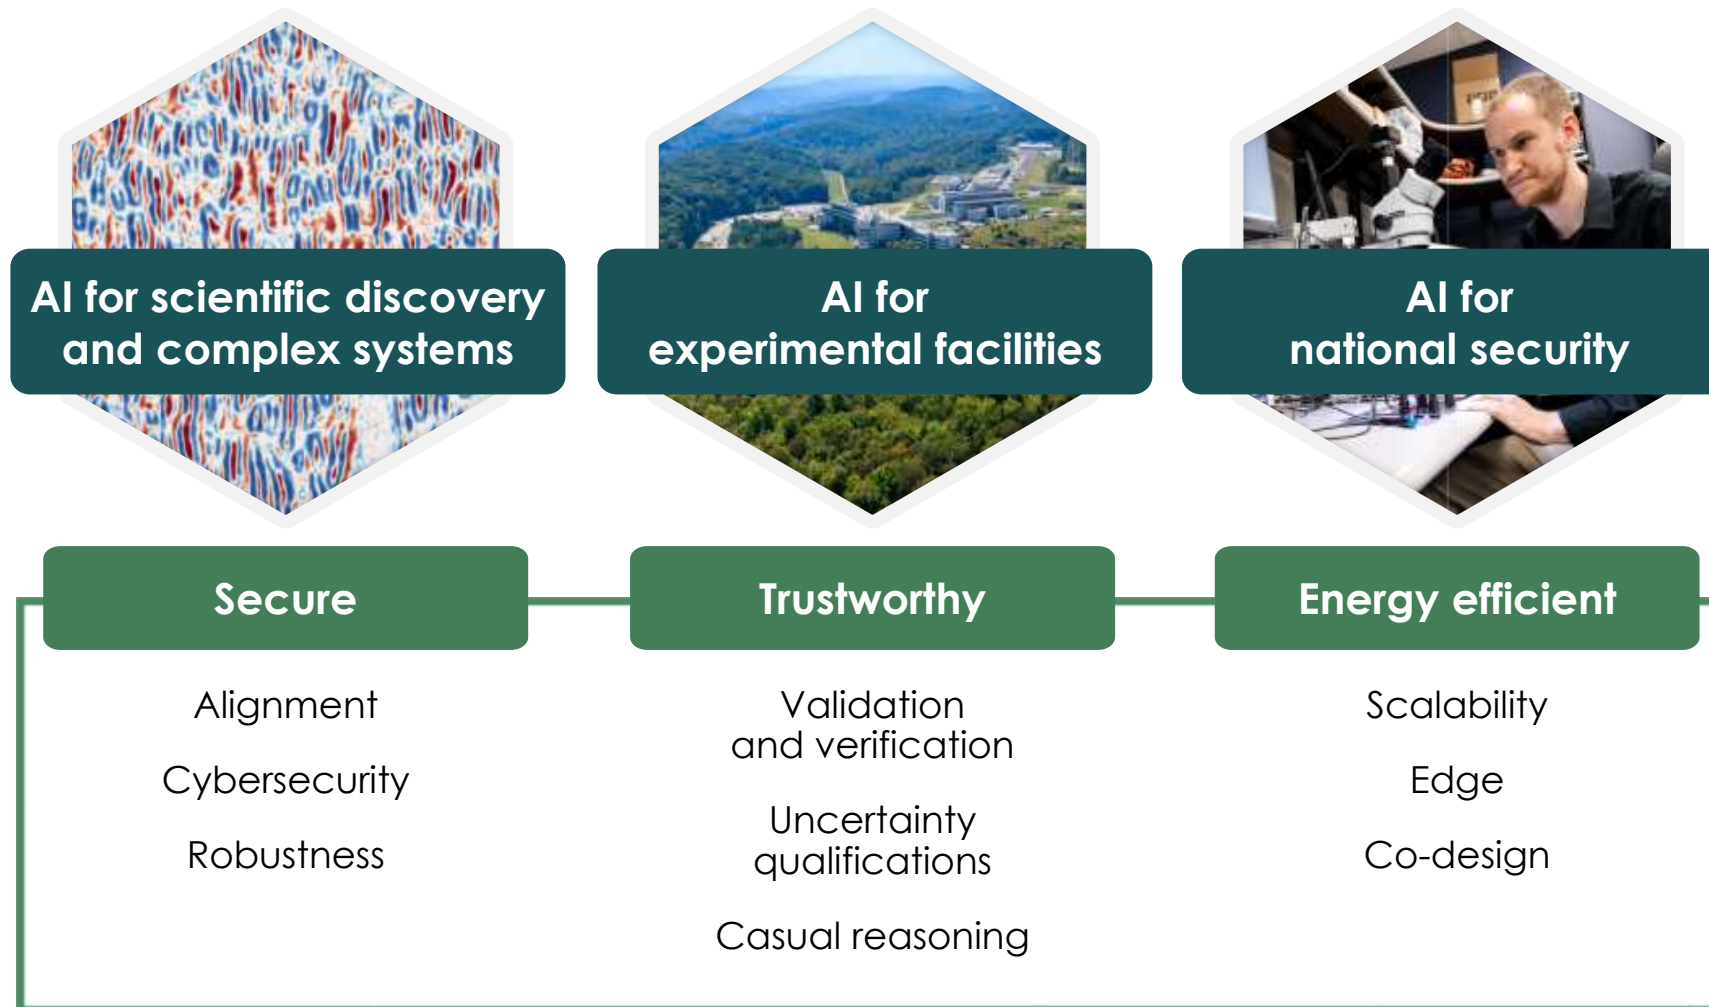 AI for scientific discovery
and complex systems
AI for
experimental facilities
AI for
national security
Secure
Trustworthy
Energy efficient
Alignment
Cybersecurity
Robustness
Validation
and verification
Uncertainty
qualifications
Casual reasoning
Scalability
Edge
Co-design